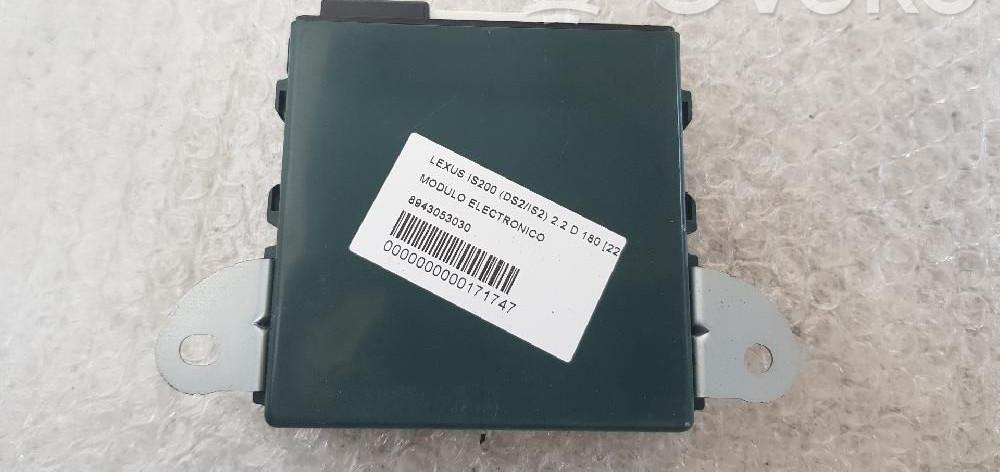 LEXUS IS200 (DS2/IS2) 2.2 D 180 [22
MODULO ELECTRONICO
8943053030
0000000000171747